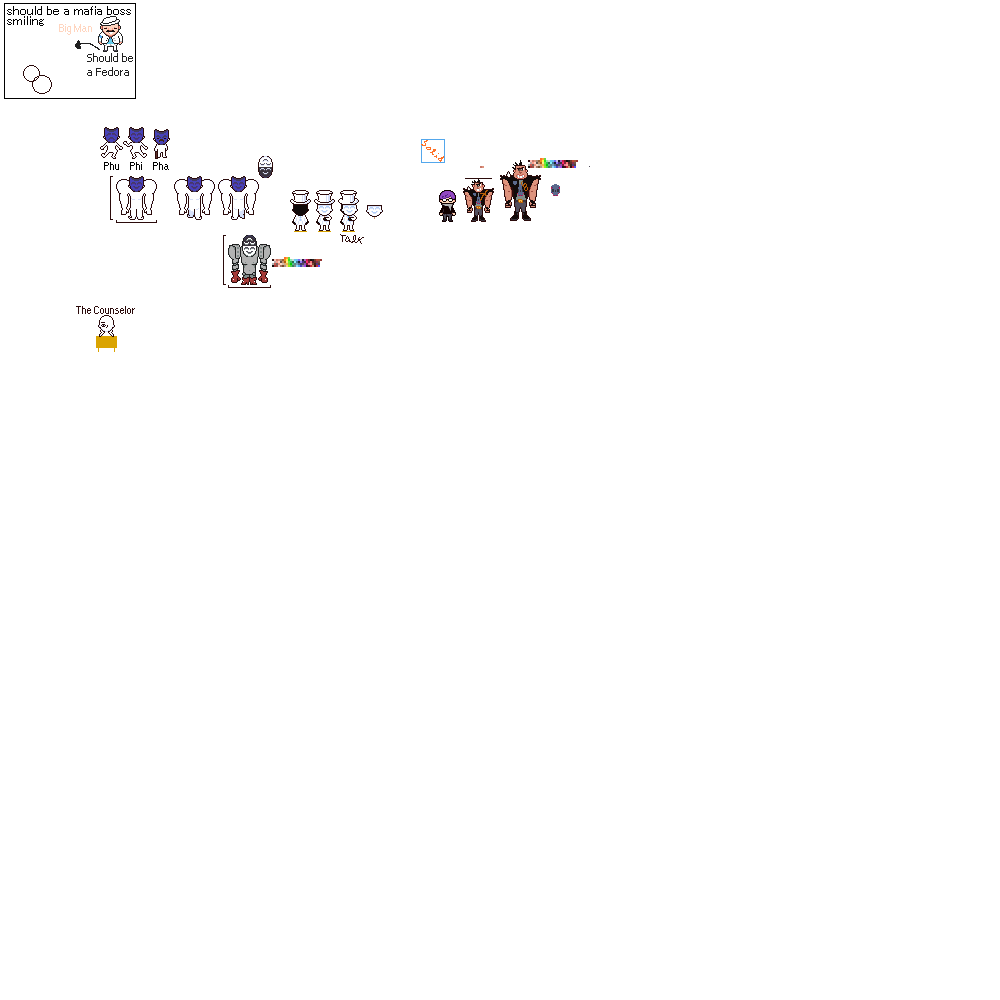 should be a mafia boss
smiling
Big Man
Should be
a Fedora
Phu Phi Pha
Talk
The Counselor